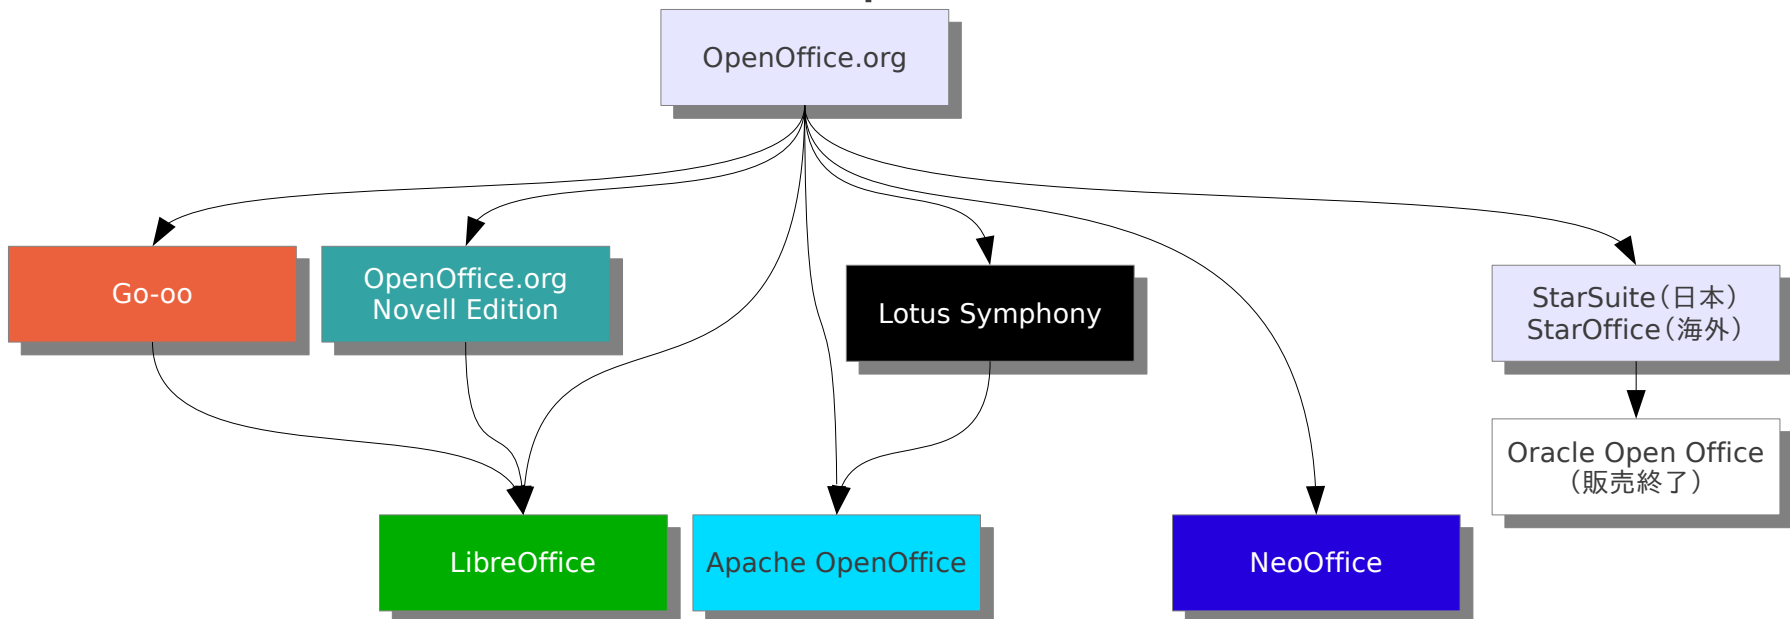 OpenOffice.org
Go-oo
OpenOffice.org
Novell Edition
Lotus Symphony
StarSuite（日本）
StarOffice（海外）
Oracle Open Office
（販売終了）
LibreOffice
Apache OpenOffice
NeoOffice